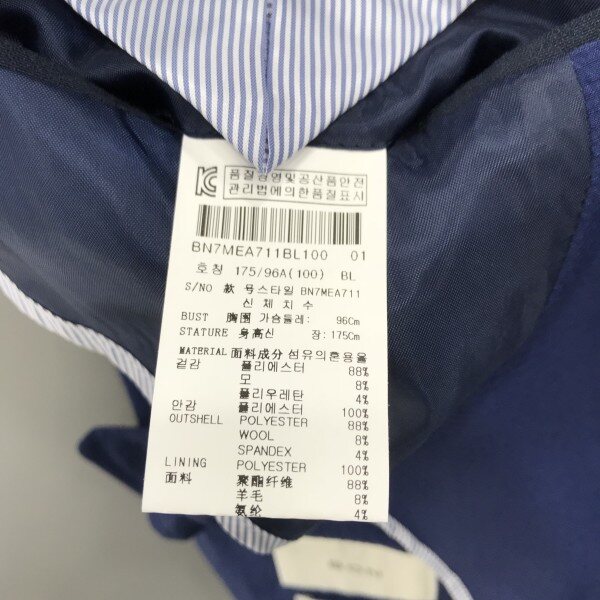 KC 품질경영및공산품안전
관리법에의한품질표시
BN7MEA711BL100 01
호칭 175/96A(100) BL
S/NO 款 号스타일 BN7MEA711
신체치수
BUST 胸围 가슴둘레: 96Cm
STATURE 身高신 장: 175Cm
MATERIAL 面料成分 섬유의혼용율
겉감 폴리에스터 88%
모 8%
폴리우레탄 4%
안감 폴리에스터 100%
OUTSHELL POLYESTER 88%
WOOL 8%
SPANDEX 4%
LINING POLYESTER 100%
面料 聚酯纤维 88%
羊毛 8%
氨纶 4%